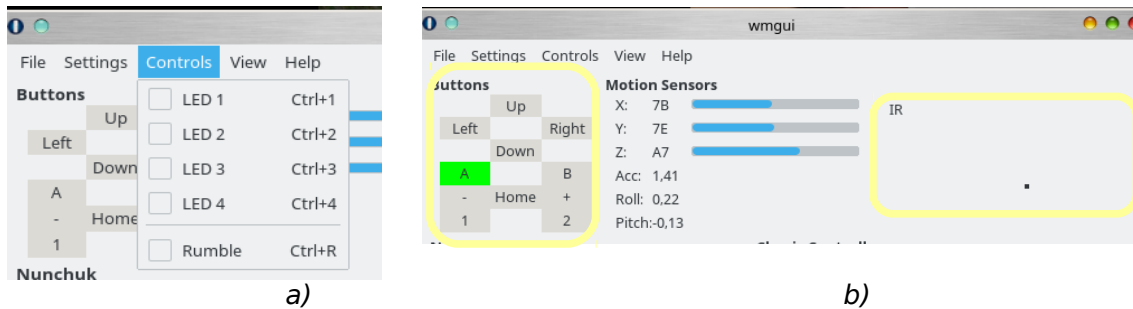 File Settings Controls View Help
Buttons
Up
Left
Down
A
- Home
1
Nunchuk
LED 1 Ctrl+1
LED 2 Ctrl+2
LED 3 Ctrl+3
LED 4 Ctrl+4
Rumble Ctrl+R
a)
wmgui
File Settings Controls View Help
Buttons
Up
Left Right
Down
A B
- Home +
1 2
Motion Sensors
X: 7B
Y: 7E
Z: A7
Acc: 1,41
Roll: 0,22
Pitch:-0,13
IR
b)